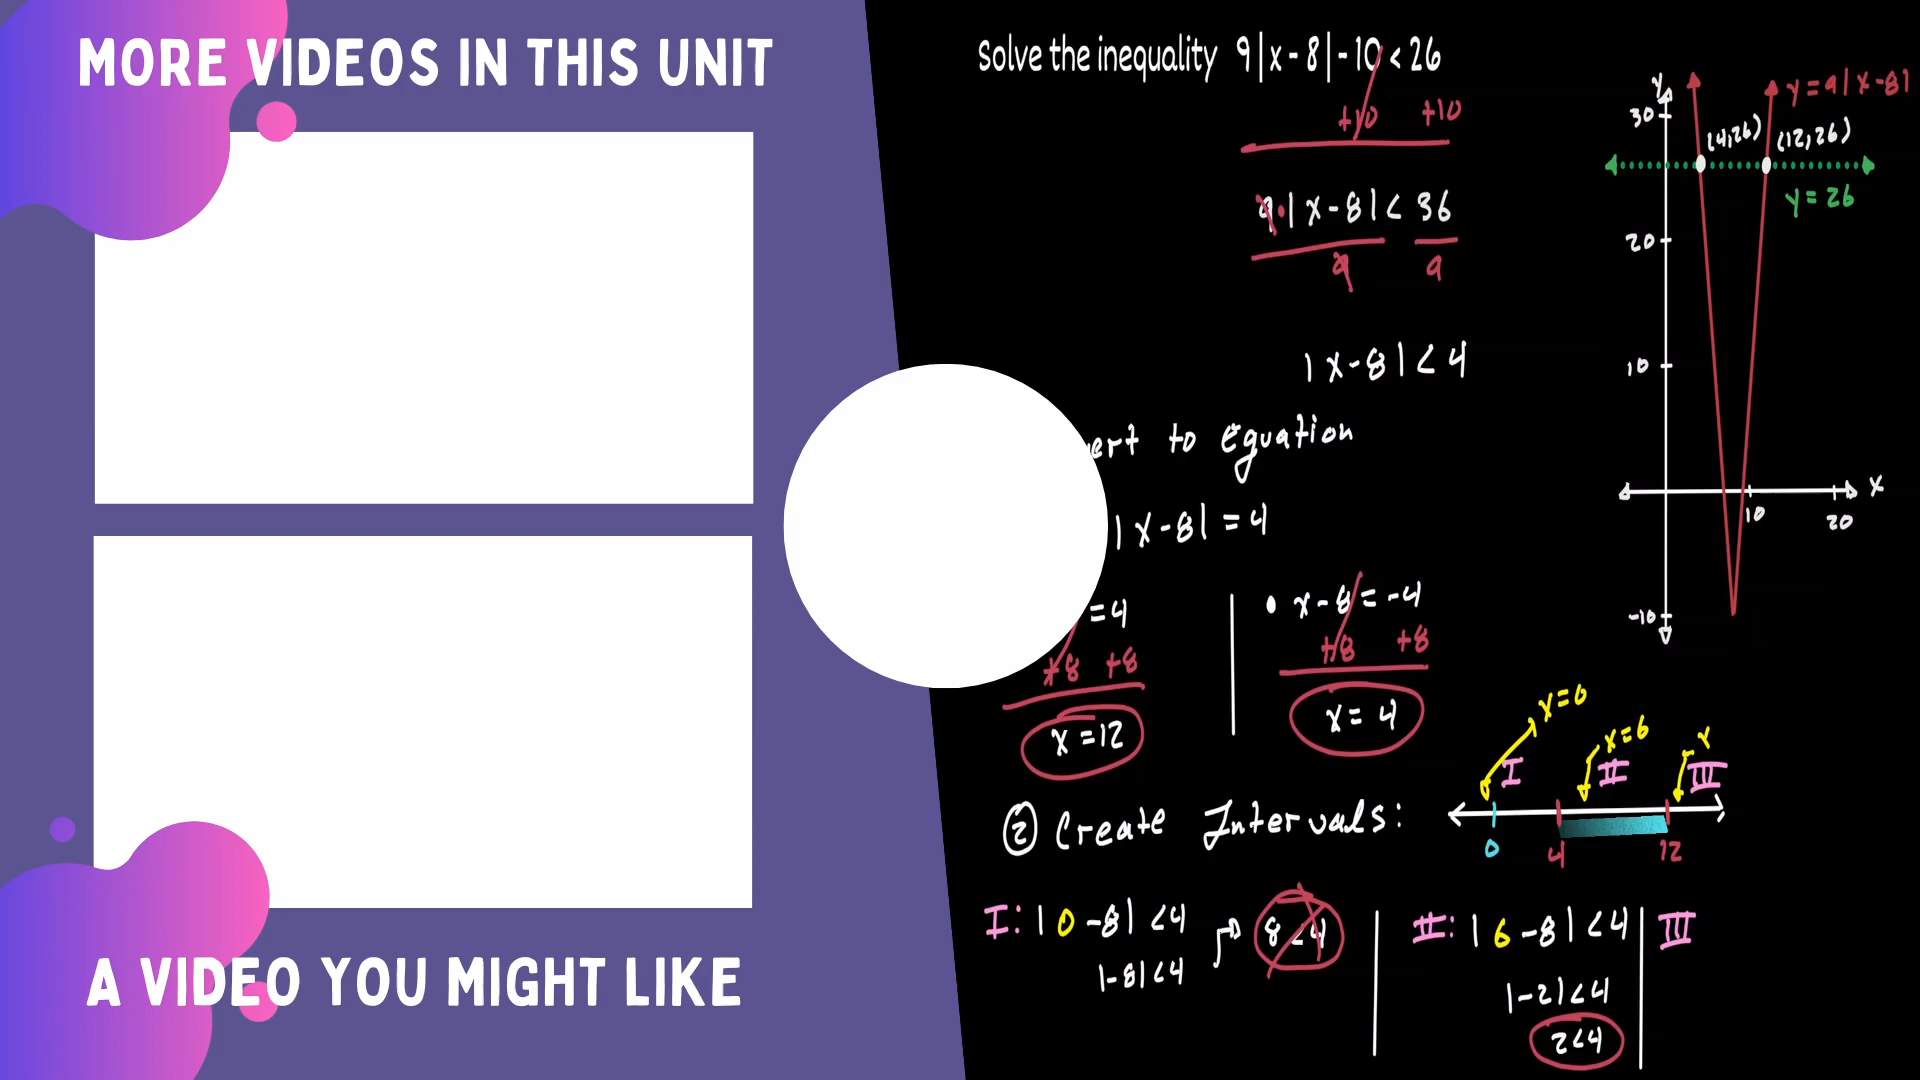 MORE VIDEOS IN THIS UNIT
A VIDEO YOU MIGHT LIKE
Solve the inequality 9|x-8|-10<26
+10 +10
9·|x-8|<36
9 9
|x-8|<4
to Equation
|x-8|=4
=4
+8 +8
x=12
• x-8=-4
+8 +8
x=4
② Create Intervals:
I: |0-8|<4
|-8|<4
8<4
II: |6-8|<4
|-2|<4
2<4
III
y
30
20
10
-10
x
10
20
y=9|x-8|
(4,26)
(12,26)
y=26
x=0
x=6
x
I
II
III
0
4
12